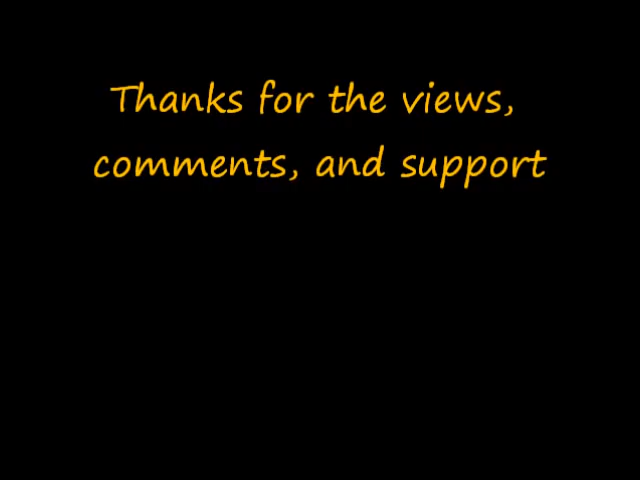 Thanks for the views,
comments, and support